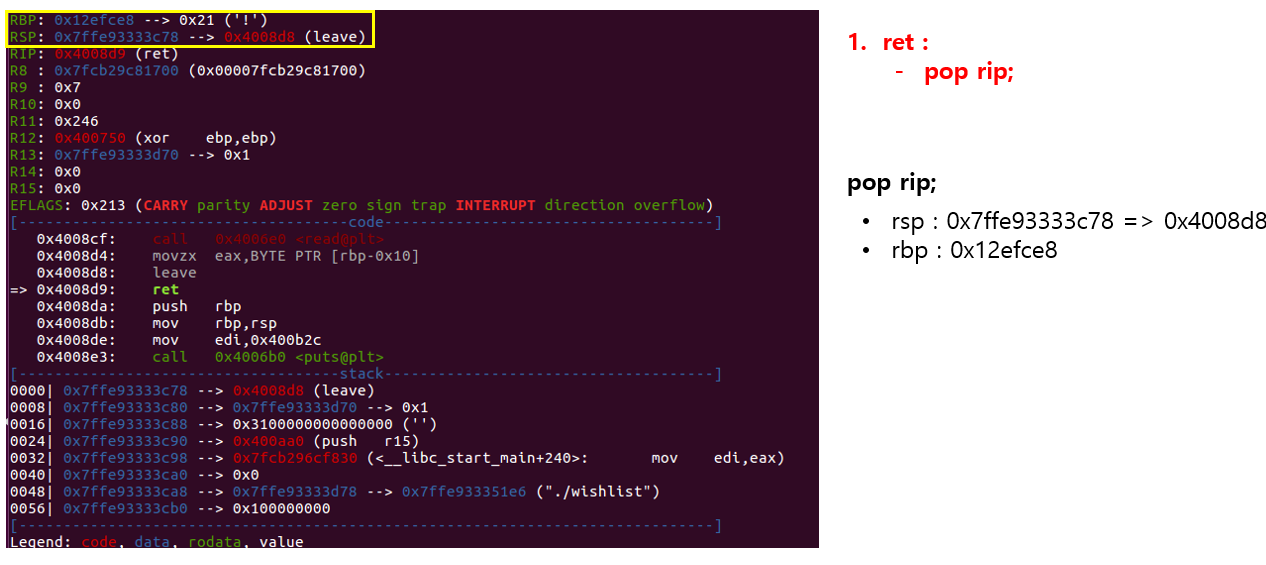 RBP: 0x12efce8 --> 0x21 ('!')
RSP: 0x7ffe93333c78 --> 0x4008d8 (leave)
RIP: 0x4008d9 (ret)
R8 : 0x7fcb29c81700 (0x00007fcb29c81700)
R9 : 0x7
R10: 0x0
R11: 0x246
R12: 0x400750 (xor    ebp,ebp)
R13: 0x7ffe93333d70 --> 0x1
R14: 0x0
R15: 0x0
EFLAGS: 0x213 (CARRY parity ADJUST zero sign trap INTERRUPT direction overflow)
[-------------------------------------code-------------------------------------]
   0x4008cf:    call   0x4006e0 <read@plt>
   0x4008d4:    movzx  eax,BYTE PTR [rbp-0x10]
   0x4008d8:    leave
=> 0x4008d9:    ret
   0x4008da:    push   rbp
   0x4008db:    mov    rbp,rsp
   0x4008de:    mov    edi,0x400b2c
   0x4008e3:    call   0x4006b0 <puts@plt>
[------------------------------------stack-------------------------------------]
0000| 0x7ffe93333c78 --> 0x4008d8 (leave)
0008| 0x7ffe93333c80 --> 0x7ffe93333d70 --> 0x1
0016| 0x7ffe93333c88 --> 0x3100000000000000 ('')
0024| 0x7ffe93333c90 --> 0x400aa0 (push   r15)
0032| 0x7ffe93333c98 --> 0x7fcb296cf830 (<__libc_start_main+240>:       mov    edi,eax)
0040| 0x7ffe93333ca0 --> 0x0
0048| 0x7ffe93333ca8 --> 0x7ffe93333d78 --> 0x7ffe933351e6 ("./wishlist")
0056| 0x7ffe93333cb0 --> 0x100000000
[------------------------------------------------------------------------------]
Legend: code, data, rodata, value
1. ret :
- pop rip;
pop rip;
• rsp : 0x7ffe93333c78 => 0x4008d8
• rbp : 0x12efce8